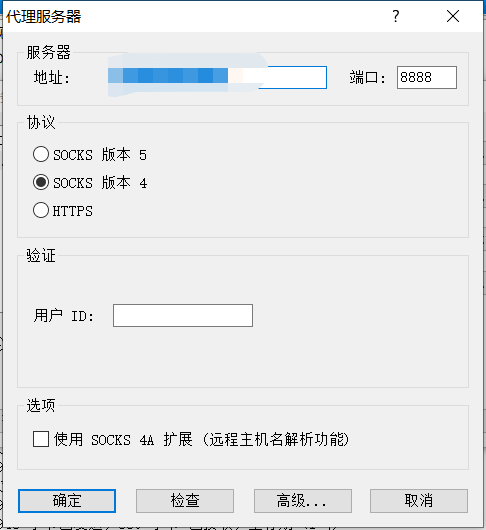 代理服务器
服务器
地址: 端口: 8888
协议
SOCKS 版本 5
SOCKS 版本 4
HTTPS
验证
用户 ID:
选项
使用 SOCKS 4A 扩展 (远程主机名解析功能)
确定 检查 高级... 取消